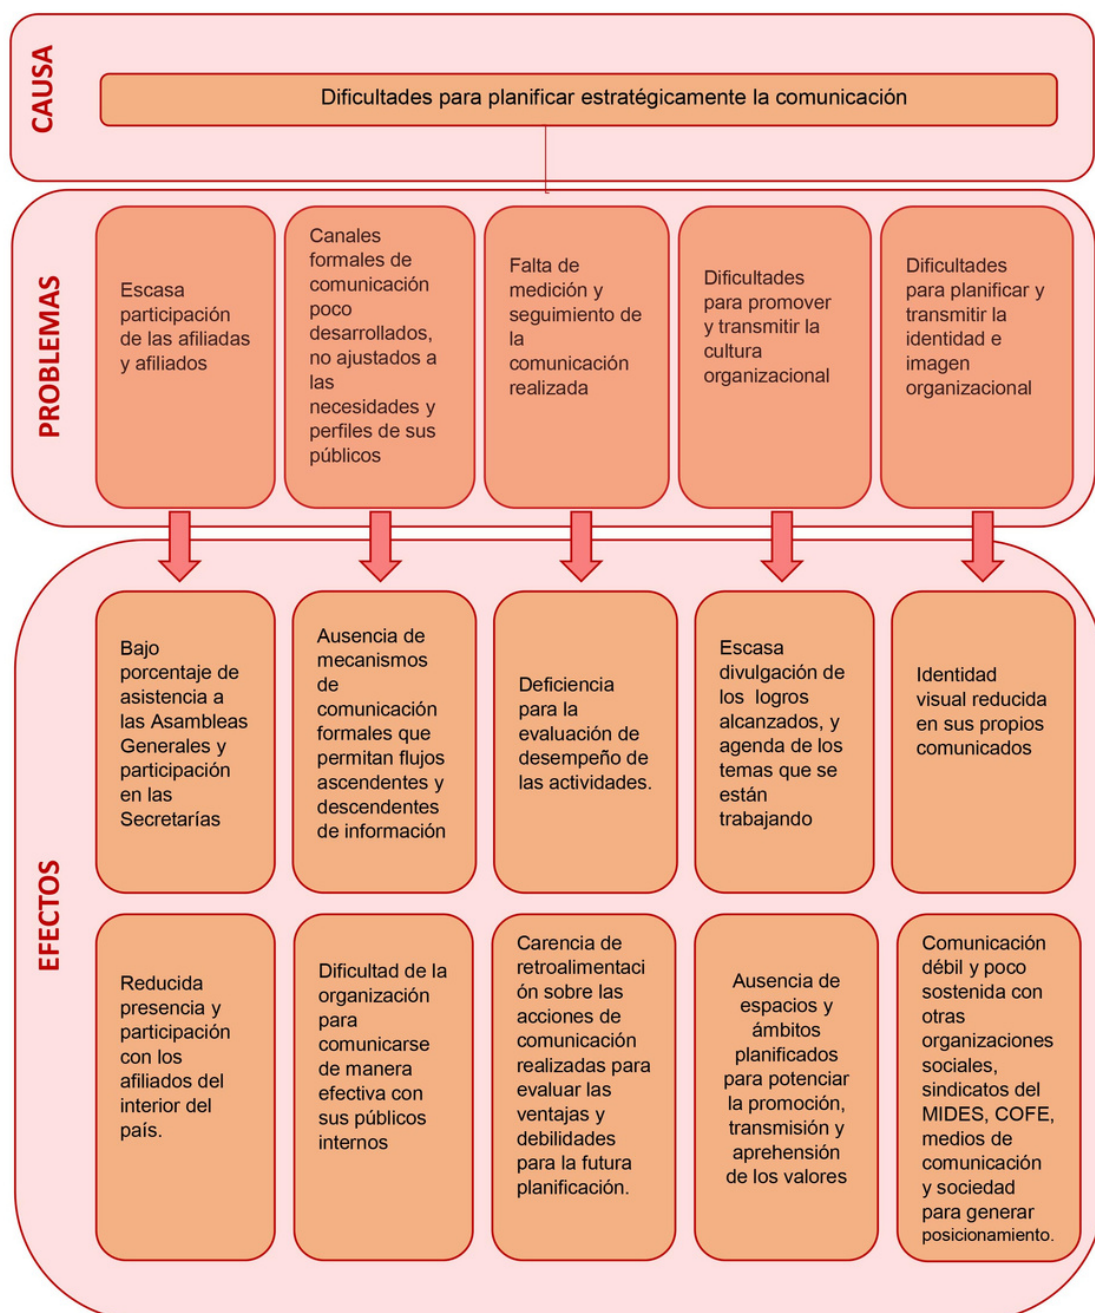 CAUSA
Dificultades para planificar estratégicamente la comunicación
PROBLEMAS
Escasa
participación
de las afiliadas
y afiliados
Canales
formales de
comunicación
poco
desarrollados,
no ajustados a
las
necesidades y
perfiles de sus
públicos
Falta de
medición y
seguimiento de
la
comunicación
realizada
Dificultades
para promover
y transmitir la
cultura
organizacional
Dificultades
para planificar y
transmitir la
identidad e
imagen
organizacional
EFECTOS
Bajo
porcentaje de
asistencia a
las Asambleas
Generales y
participación
en las
Secretarías
Ausencia de
mecanismos
de
comunicación
formales que
permitan flujos
ascendentes y
descendentes
de información
Deficiencia
para la
evaluación de
desempeño de
las actividades.
Escasa
divulgación de
los logros
alcanzados, y
agenda de los
temas que se
están
trabajando
Identidad
visual reducida
en sus propios
comunicados
Reducida
presencia y
participación
con los
afiliados del
interior del
país.
Dificultad de la
organización
para
comunicarse
de manera
efectiva con
sus públicos
internos
Carencia de
retroalimentaci
ón sobre las
acciones de
comunicación
realizadas para
evaluar las
ventajas y
debilidades
para la futura
planificación.
Ausencia de
espacios y
ámbitos
planificados
para potenciar
la promoción,
transmisión y
aprehensión
de los valores
Comunicación
débil y poco
sostenida con
otras
organizaciones
sociales,
sindicatos del
MIDES, COFE,
medios de
comunicación
y sociedad
para generar
posicionamiento.